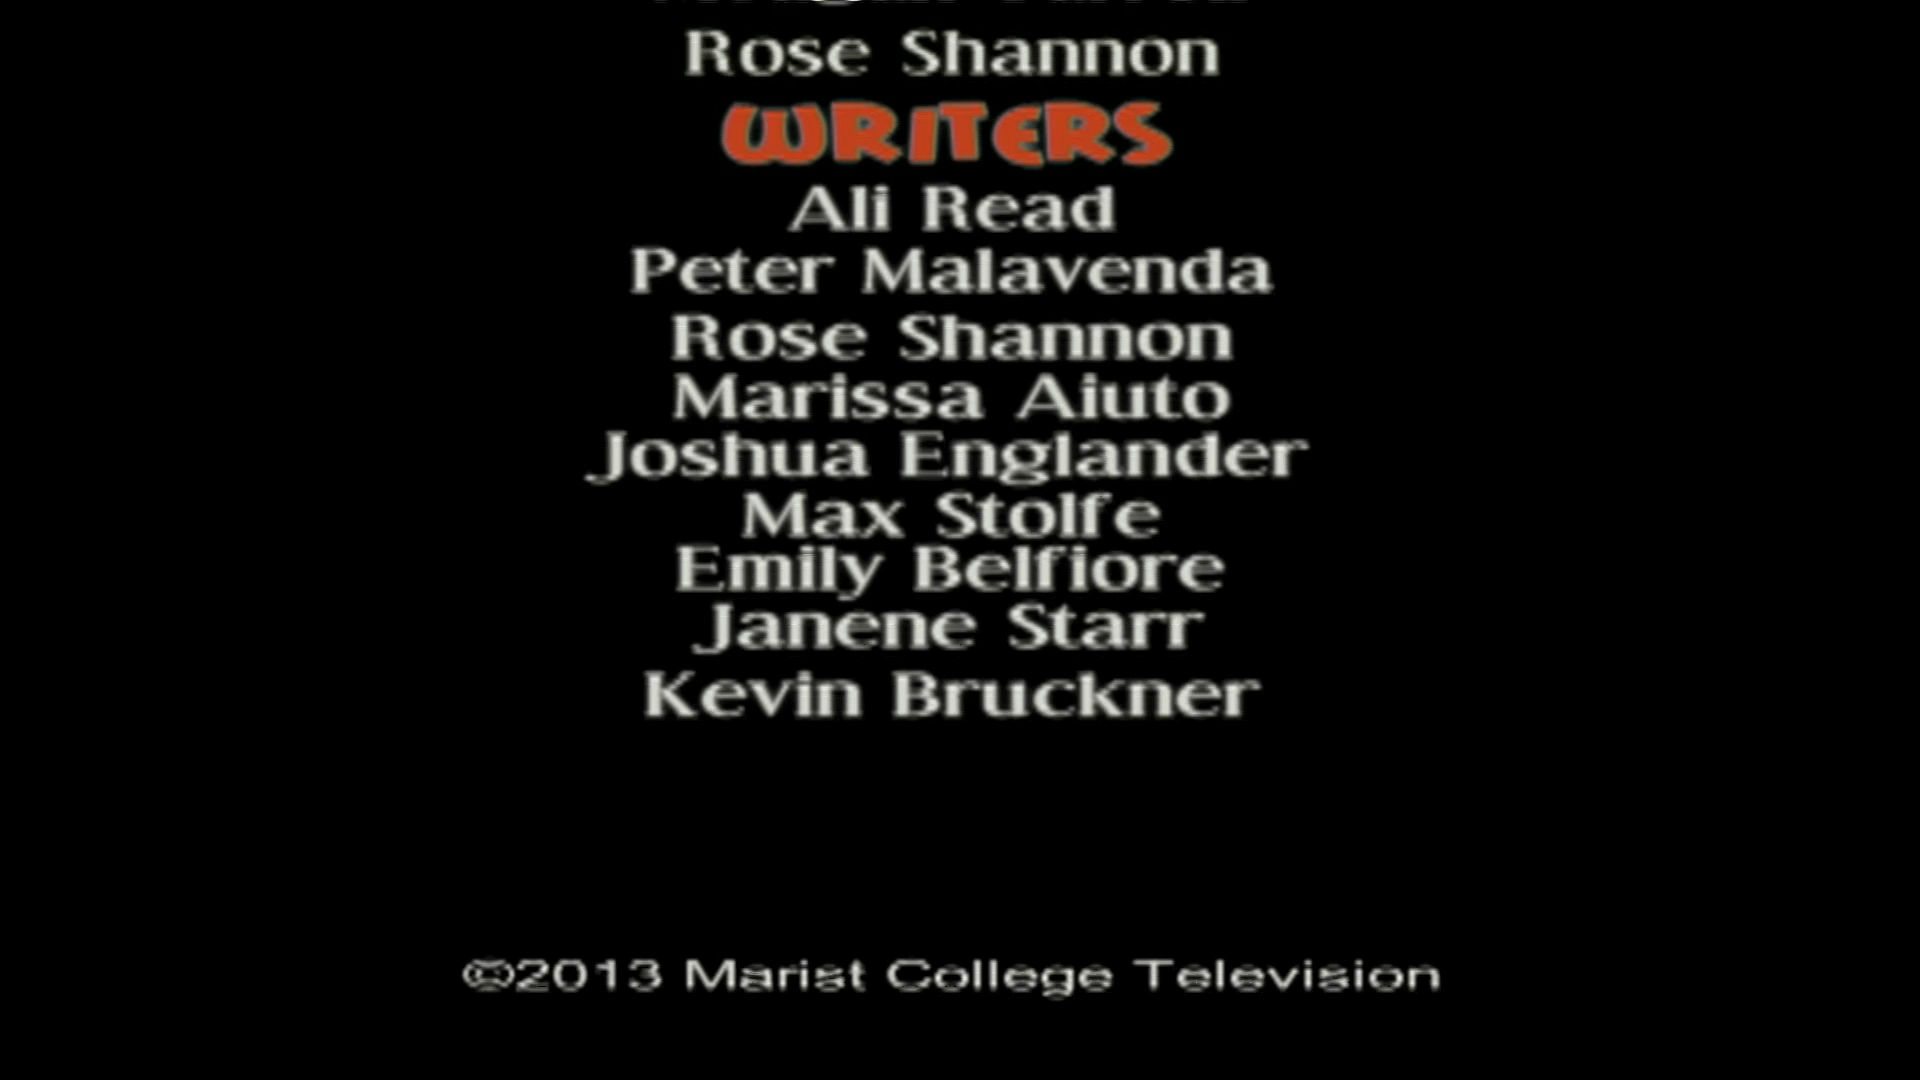 Rose Shannon
WRITERS
Ali Read
Peter Malavenda
Rose Shannon
Marissa Aiuto
Joshua Englander
Max Stolfe
Emily Belfiore
Janene Starr
Kevin Bruckner
©2013 Marist College Television